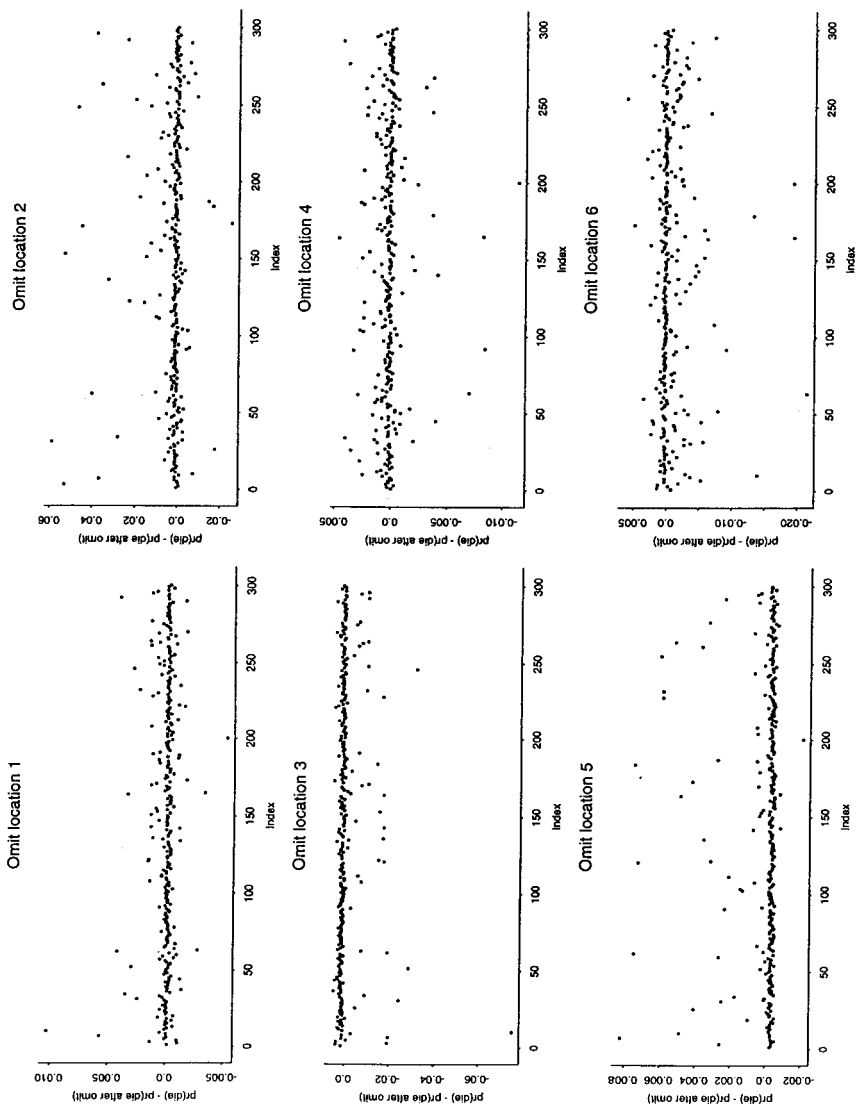 Omit location 1
pr(die) - pr(die after omit)
0.010
0.005
0.0
-0.005
0 50 100 150 200 250 300
Index
Omit location 2
pr(die) - pr(die after omit)
0.06
0.04
0.02
0.0
-0.02
0 50 100 150 200 250 300
Index
Omit location 3
pr(die) - pr(die after omit)
0.0
-0.02
-0.04
-0.06
0 50 100 150 200 250 300
Index
Omit location 4
pr(die) - pr(die after omit)
0.005
0.0
-0.005
-0.010
0 50 100 150 200 250 300
Index
Omit location 5
pr(die) - pr(die after omit)
0.008
0.006
0.004
0.002
0.0
-0.002
0 50 100 150 200 250 300
Index
Omit location 6
pr(die) - pr(die after omit)
0.005
0.0
-0.010
-0.020
0 50 100 150 200 250 300
Index